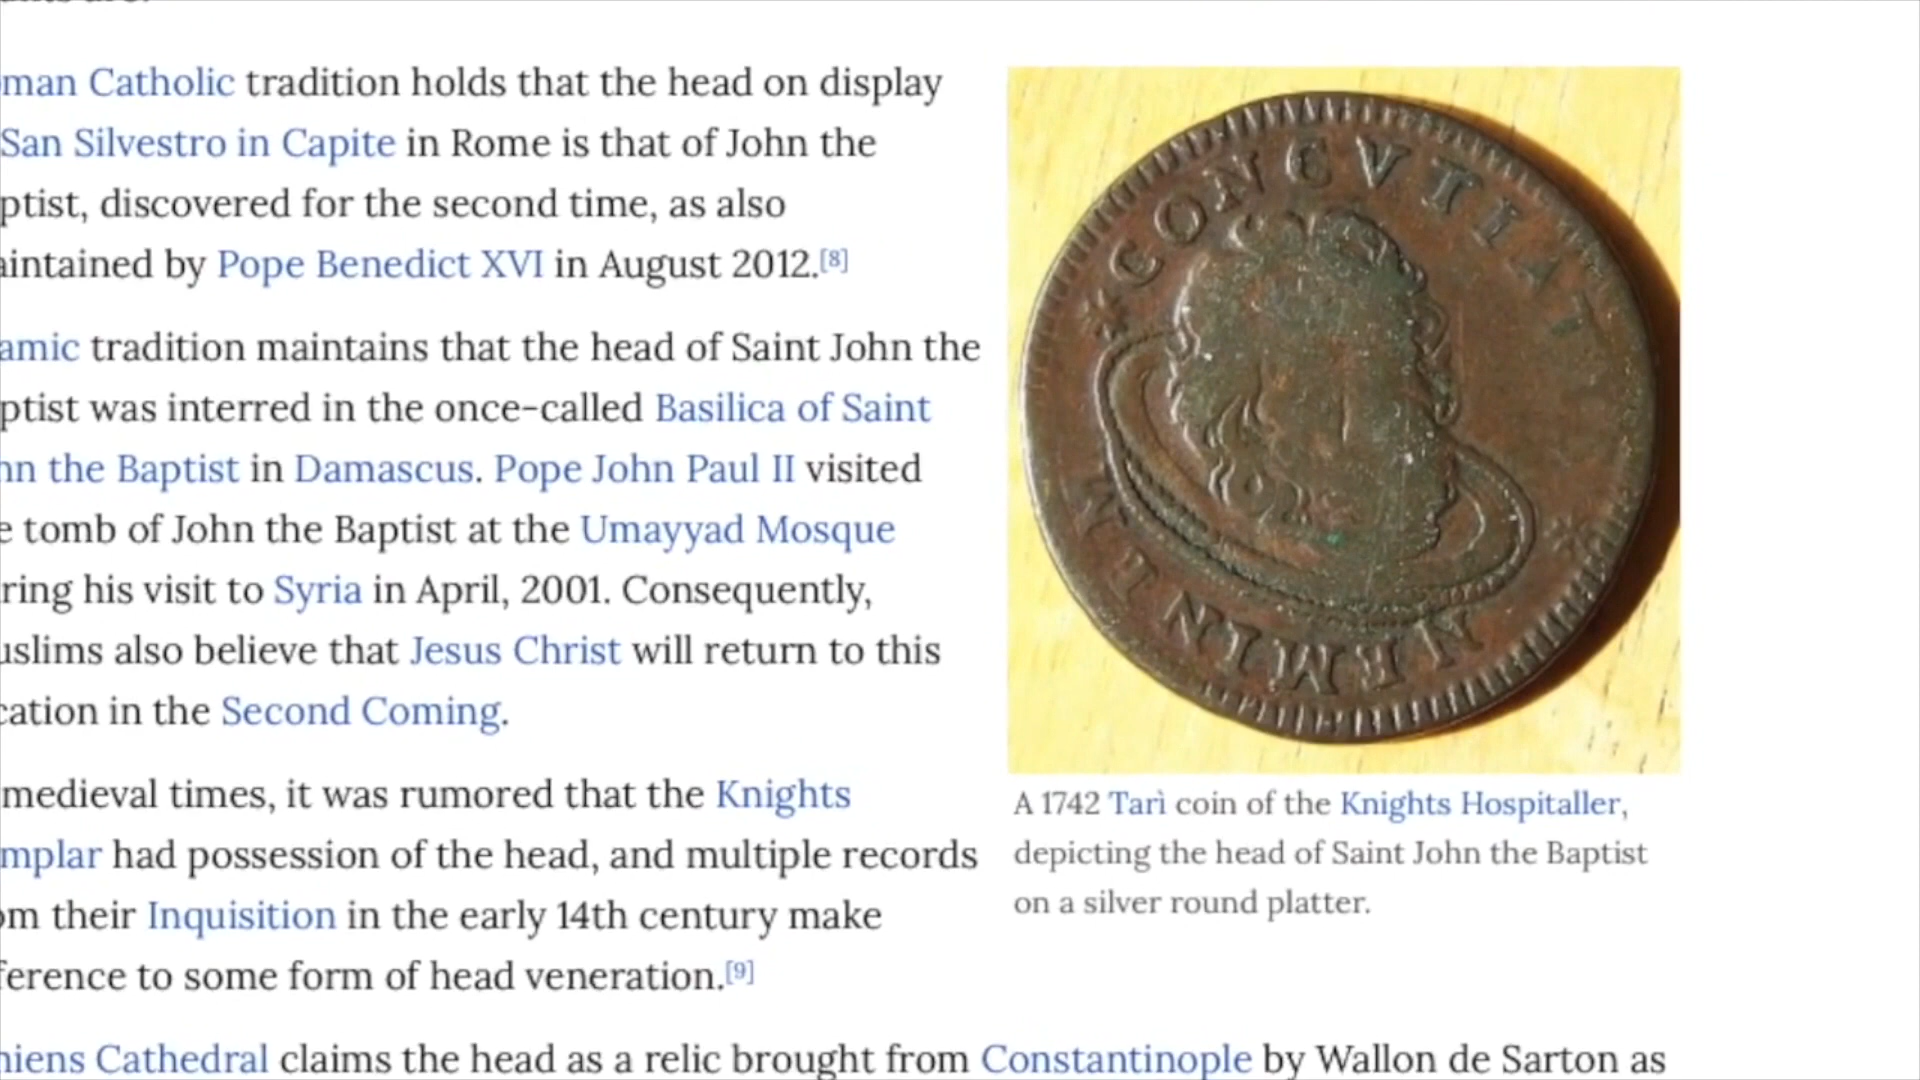 man Catholic tradition holds that the head on display
San Silvestro in Capite in Rome is that of John the
ptist, discovered for the second time, as also
aintained by Pope Benedict XVI in August 2012.[8]
amic tradition maintains that the head of Saint John the
ptist was interred in the once-called Basilica of Saint
hn the Baptist in Damascus. Pope John Paul II visited
e tomb of John the Baptist at the Umayyad Mosque
ring his visit to Syria in April, 2001. Consequently,
uslims also believe that Jesus Christ will return to this
cation in the Second Coming.
medieval times, it was rumored that the Knights
mplar had possession of the head, and multiple records
om their Inquisition in the early 14th century make
ference to some form of head veneration.[9]
CONCVTIAT
NEMINIM
A 1742 Tarì coin of the Knights Hospitaller,
depicting the head of Saint John the Baptist
on a silver round platter.
niens Cathedral claims the head as a relic brought from Constantinople by Wallon de Sarton as